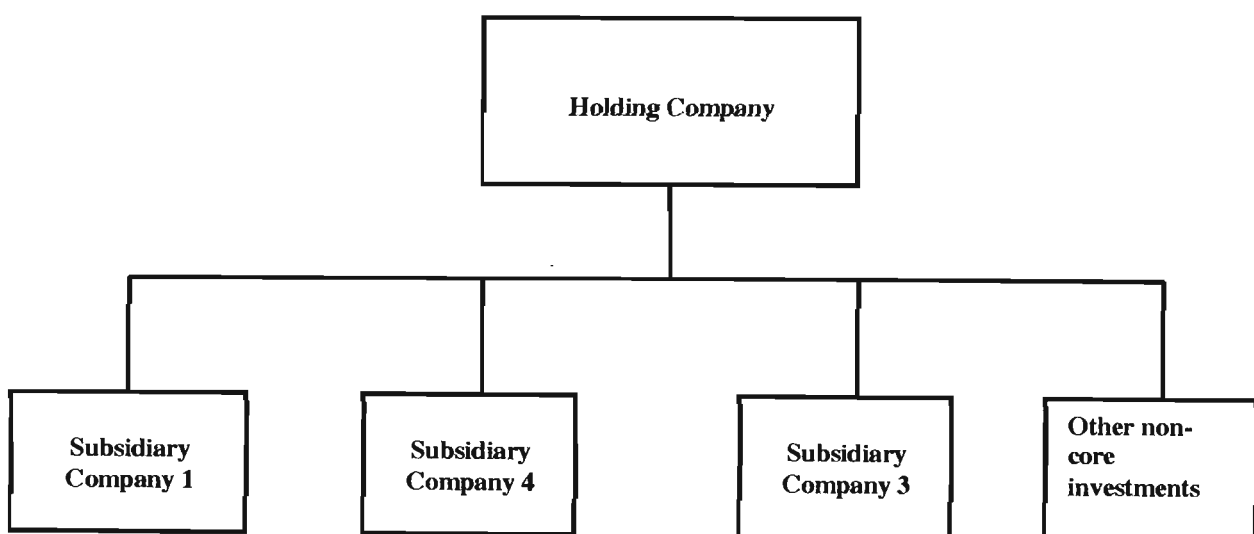 Holding Company
Subsidiary
Company 1
Subsidiary
Company 4
Subsidiary
Company 3
Other non-
core
investments